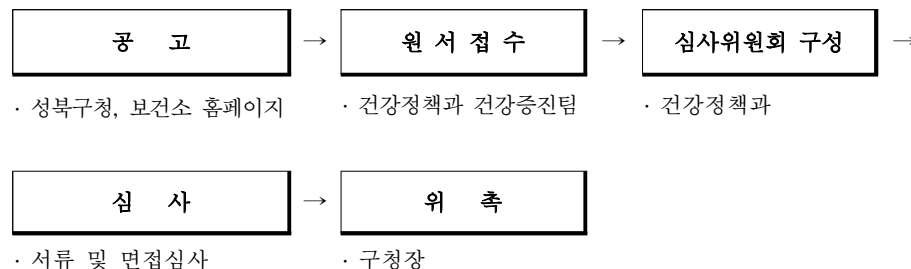 공 고 → 원 서 접 수 → 심사위원회 구성 →
· 성북구청, 보건소 홈페이지 · 건강정책과 건강증진팀 · 건강정책과
심 사 → 위 촉
· 서류 및 면접심사 · 구청장